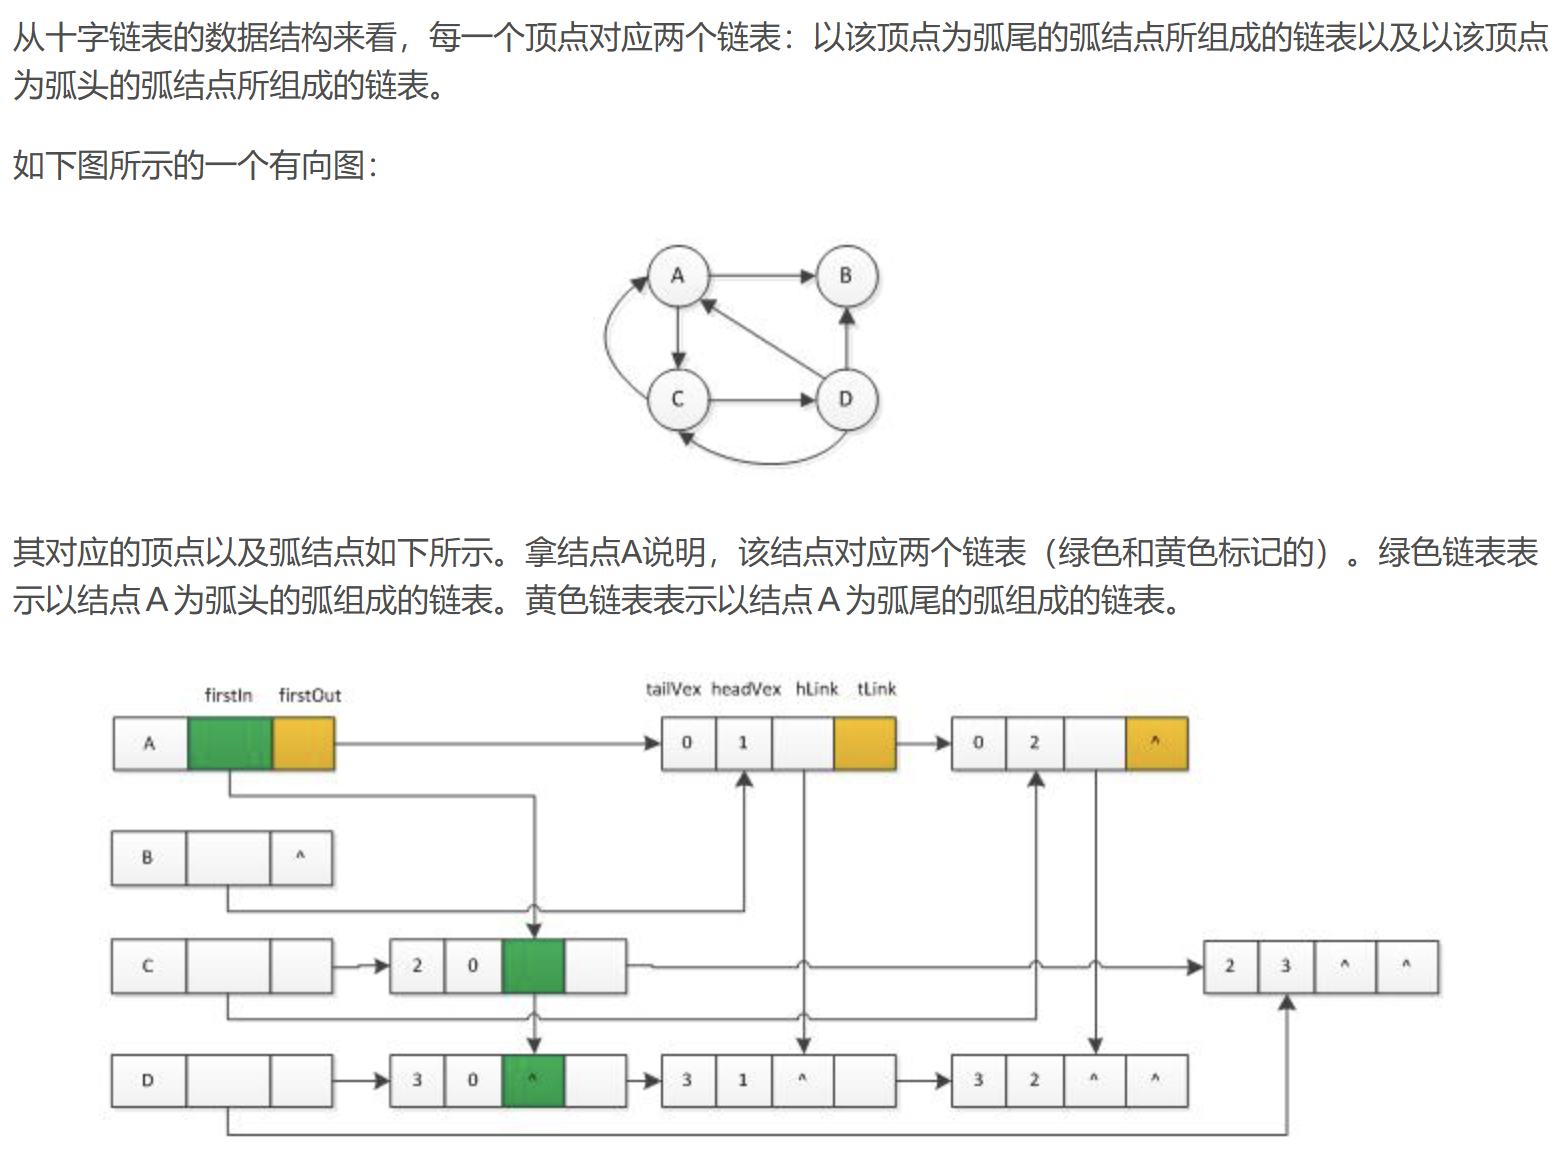 从十字链表的数据结构来看，每一个顶点对应两个链表：以该顶点为弧尾的弧结点所组成的链表以及以该顶点
为弧头的弧结点所组成的链表。
如下图所示的一个有向图：
A B
C D
其对应的顶点以及弧结点如下所示。拿结点A说明，该结点对应两个链表（绿色和黄色标记的）。绿色链表表
示以结点Ａ为弧头的弧组成的链表。黄色链表表示以结点Ａ为弧尾的弧组成的链表。
firstIn firstOut tailVex headVex hLink tLink
A 0 1 0 2 ^
B ^
C 2 0 2 3 ^ ^
D 3 0 ^ 3 1 ^ 3 2 ^ ^